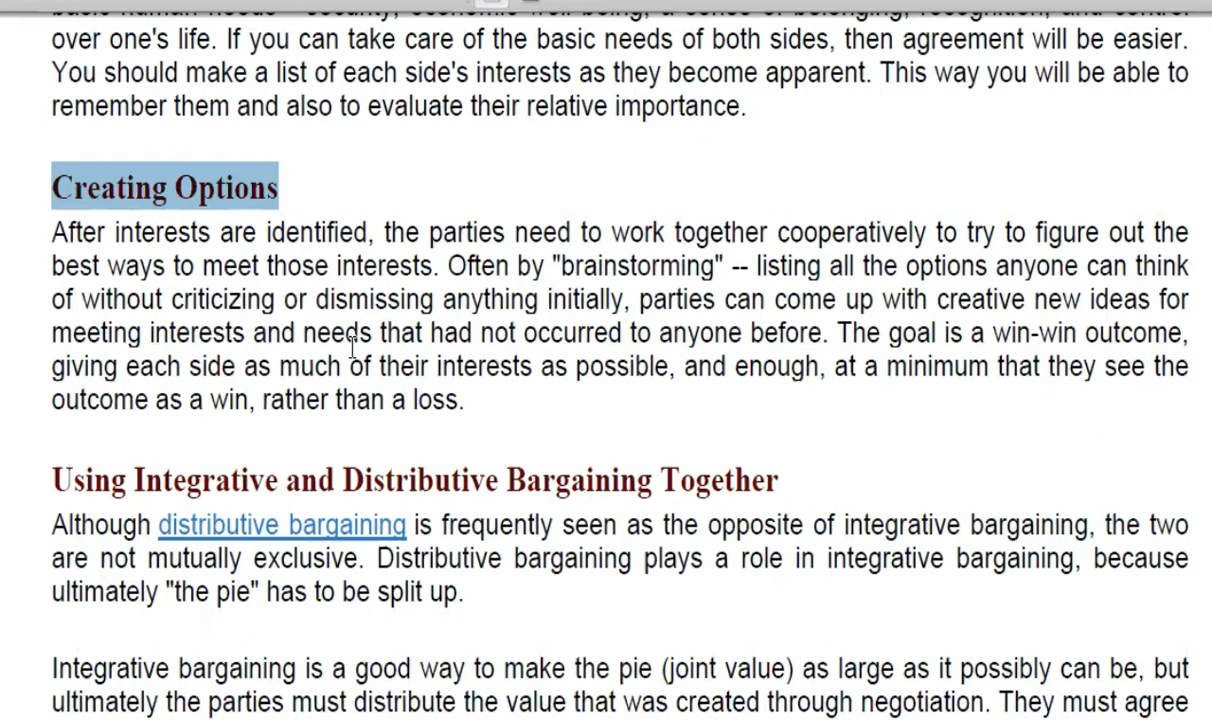 over one's life. If you can take care of the basic needs of both sides, then agreement will be easier.
You should make a list of each side's interests as they become apparent. This way you will be able to
remember them and also to evaluate their relative importance.
Creating Options
After interests are identified, the parties need to work together cooperatively to try to figure out the
best ways to meet those interests. Often by "brainstorming" -- listing all the options anyone can think
of without criticizing or dismissing anything initially, parties can come up with creative new ideas for
meeting interests and needs that had not occurred to anyone before. The goal is a win-win outcome,
giving each side as much of their interests as possible, and enough, at a minimum that they see the
outcome as a win, rather than a loss.
Using Integrative and Distributive Bargaining Together
Although distributive bargaining is frequently seen as the opposite of integrative bargaining, the two
are not mutually exclusive. Distributive bargaining plays a role in integrative bargaining, because
ultimately "the pie" has to be split up.
Integrative bargaining is a good way to make the pie (joint value) as large as it possibly can be, but
ultimately the parties must distribute the value that was created through negotiation. They must agree